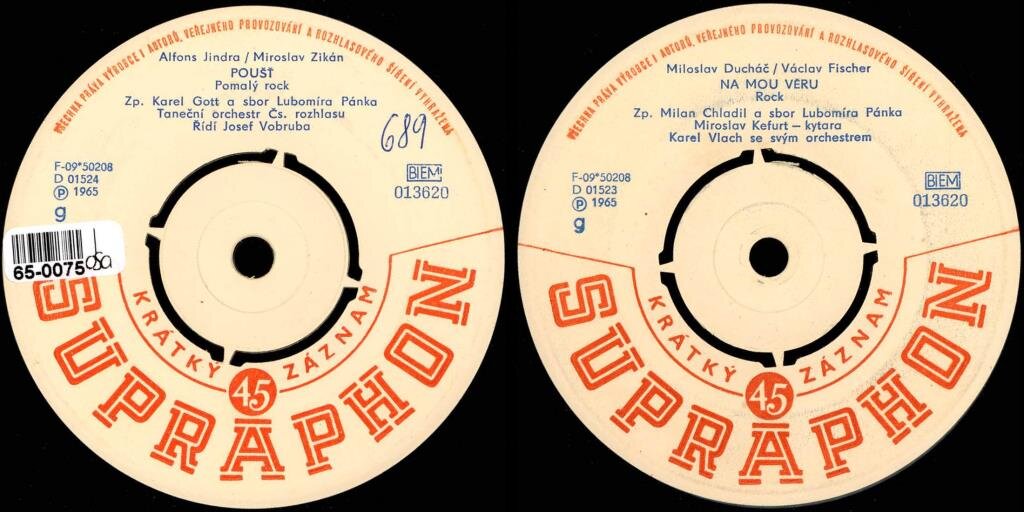 VŠECHNA PRÁVA VÝROBCE I AUTORŮ, VEŘEJNÉHO PROVOZOVÁNÍ A ROZHLASOVÉHO ŠÍŘENÍ VYHRAŽENA
Alfons Jindra / Miroslav Zikán
POUŠŤ
Pomalý rock
Zp. Karel Gott a sbor Lubomíra Pánka
Taneční orchestr Čs. rozhlasu
Řídí Josef Vobruba
689
F-09*50208
D 01524
Ⓟ 1965
g
BIEM
013620
65-0075
osa
KRÁTKÝ 45 ZÁZNAM
SUPRAPHON
VŠECHNA PRÁVA VÝROBCE I AUTORŮ, VEŘEJNÉHO PROVOZOVÁNÍ A ROZHLASOVÉHO ŠÍŘENÍ VYHRAŽENA
Miloslav Ducháč / Václav Fischer
NA MOU VĚRU
Rock
Zp. Milan Chladil a sbor Lubomíra Pánka
Miroslav Kefurt – kytara
Karel Vlach se svým orchestrem
F-09*50208
D 01523
Ⓟ 1965
g
BIEM
013620
KRÁTKÝ 45 ZÁZNAM
SUPRAPHON